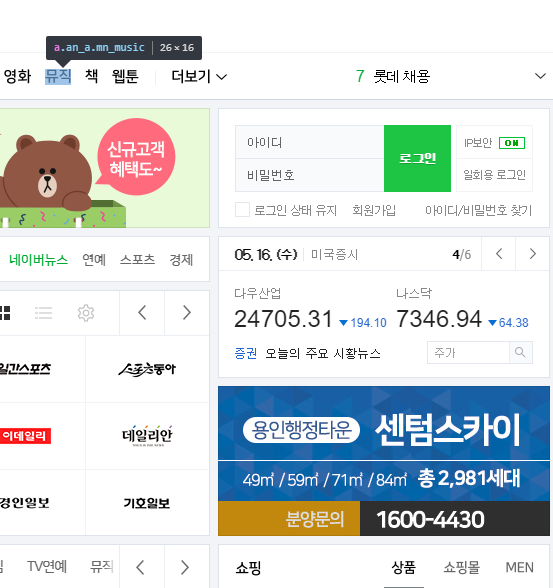 a.an_a.mn_music 26×16
영화 뮤직 책 웹툰 더보기
7 롯데 채용
신규고객
혜택도~
아이디
비밀번호
로그인
IP보안 ON
일회용 로그인
로그인 상태 유지 회원가입 아이디/비밀번호 찾기
네이버뉴스 연예 스포츠 경제
05. 16. (수) 미국증시 4/6
다우산업 나스닥
24705.31 ▼194.10 7346.94 ▼64.38
증권 오늘의 주요 시황뉴스 주가
일간스포츠 스포츠동아
이데일리 데일리안
경인일보 기호일보
용인행정타운 센텀스카이
49㎡ / 59㎡ / 71㎡ / 84㎡ 총 2,981세대
분양문의 1600-4430
TV연예 뮤직
쇼핑 상품 쇼핑몰 MEN